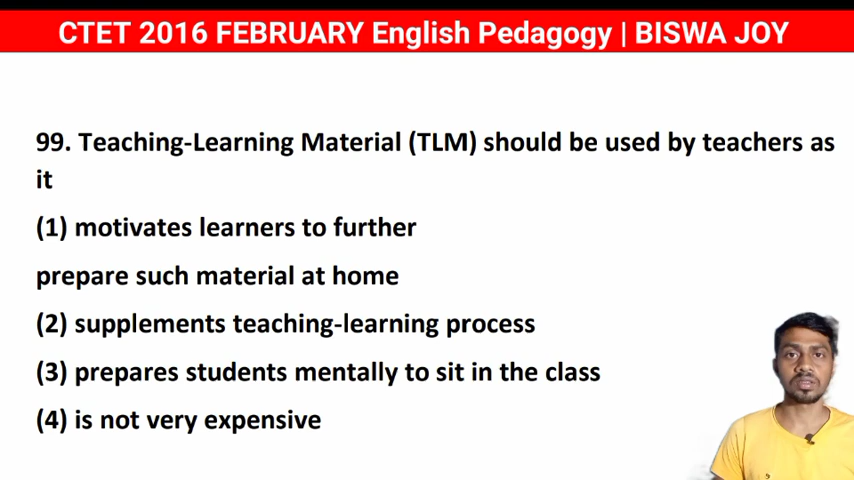 CTET 2016 FEBRUARY English Pedagogy | BISWA JOY
99. Teaching-Learning Material (TLM) should be used by teachers as
it
(1) motivates learners to further
prepare such material at home
(2) supplements teaching-learning process
(3) prepares students mentally to sit in the class
(4) is not very expensive